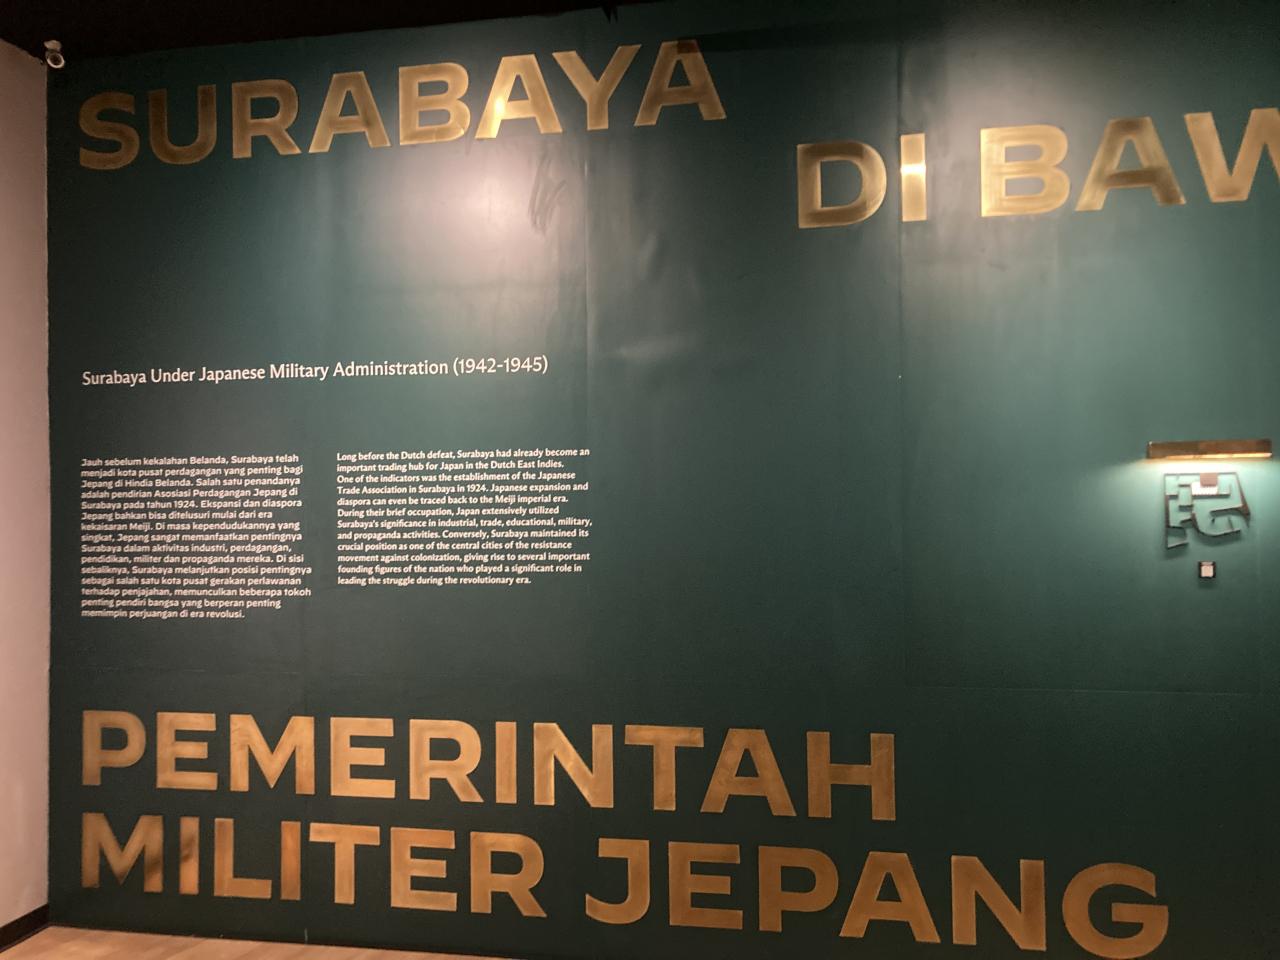 SURABAYA
DI BAW
Surabaya Under Japanese Military Administration (1942-1945)
Jauh sebelum kekalahan Belanda, Surabaya telah
menjadi kota pusat perdagangan yang penting bagi
Jepang di Hindia Belanda. Salah satu penandanya
adalah pendirian Asosiasi Perdagangan Jepang di
Surabaya pada tahun 1924. Ekspansi dan diaspora
Jepang bahkan bisa ditelusuri mulai dari era
kekaisaran Meiji. Di masa kependudukannya yang
singkat, Jepang sangat memanfaatkan pentingnya
Surabaya dalam aktivitas industri, perdagangan,
pendidikan, militer dan propaganda mereka. Di sisi
sebaliknya, Surabaya melanjutkan posisi pentingnya
sebagai salah satu kota pusat gerakan perlawanan
terhadap penjajahan, memunculkan beberapa tokoh
penting pendiri bangsa yang berperan penting
memimpin perjuangan di era revolusi.
Long before the Dutch defeat, Surabaya had already become an
important trading hub for Japan in the Dutch East Indies.
One of the indicators was the establishment of the Japanese
Trade Association in Surabaya in 1924. Japanese expansion and
diaspora can even be traced back to the Meiji imperial era.
During their brief occupation, Japan extensively utilized
Surabaya's significance in industrial, trade, educational, military,
and propaganda activities. Conversely, Surabaya maintained its
crucial position as one of the central cities of the resistance
movement against colonization, giving rise to several important
founding figures of the nation who played a significant role in
leading the struggle during the revolutionary era.
PEMERINTAH
MILITER JEPANG